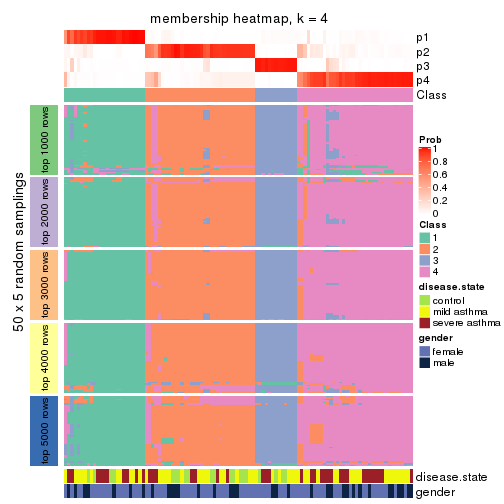 membership heatmap, k = 4
p1
p2
p3
p4
Class
50 x 5 random samplings
top 1000 rows
top 2000 rows
top 3000 rows
top 4000 rows
top 5000 rows
Prob
1
0.8
0.6
0.4
0.2
0
Class
1
2
3
4
disease.state
control
mild asthma
severe asthma
gender
female
male
disease.state
gender